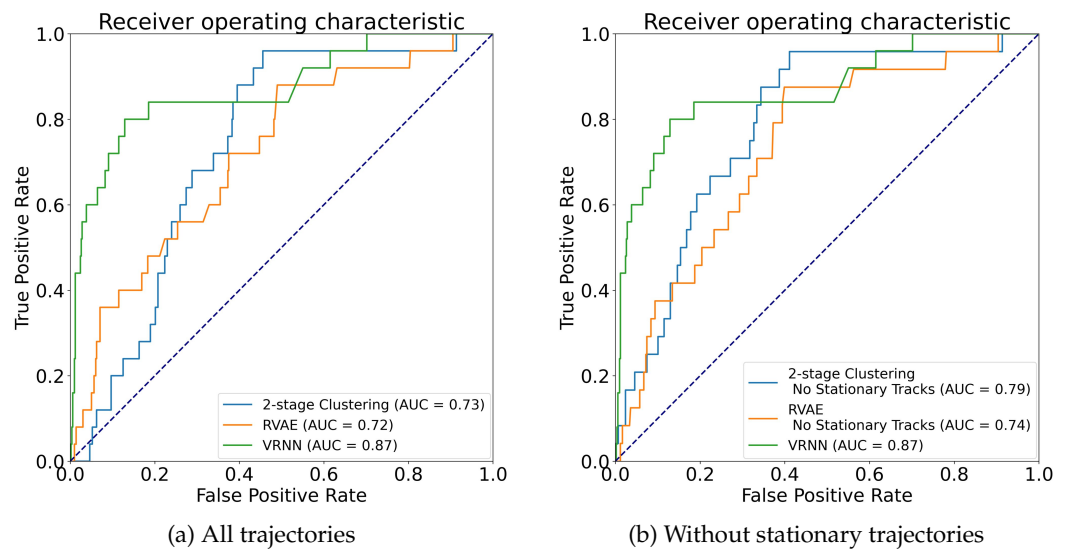 Receiver operating characteristic
1.0
0.8
0.6
0.4
0.2
0.0
True Positive Rate
0.0
0.2
0.4
0.6
0.8
1.0
False Positive Rate
2-stage Clustering (AUC = 0.73)
RVAE (AUC = 0.72)
VRNN (AUC = 0.87)
(a) All trajectories
Receiver operating characteristic
1.0
0.8
0.6
0.4
0.2
0.0
True Positive Rate
0.0
0.2
0.4
0.6
0.8
1.0
False Positive Rate
2-stage Clustering
No Stationary Tracks (AUC = 0.79)
RVAE
No Stationary Tracks (AUC = 0.74)
VRNN (AUC = 0.87)
(b) Without stationary trajectories